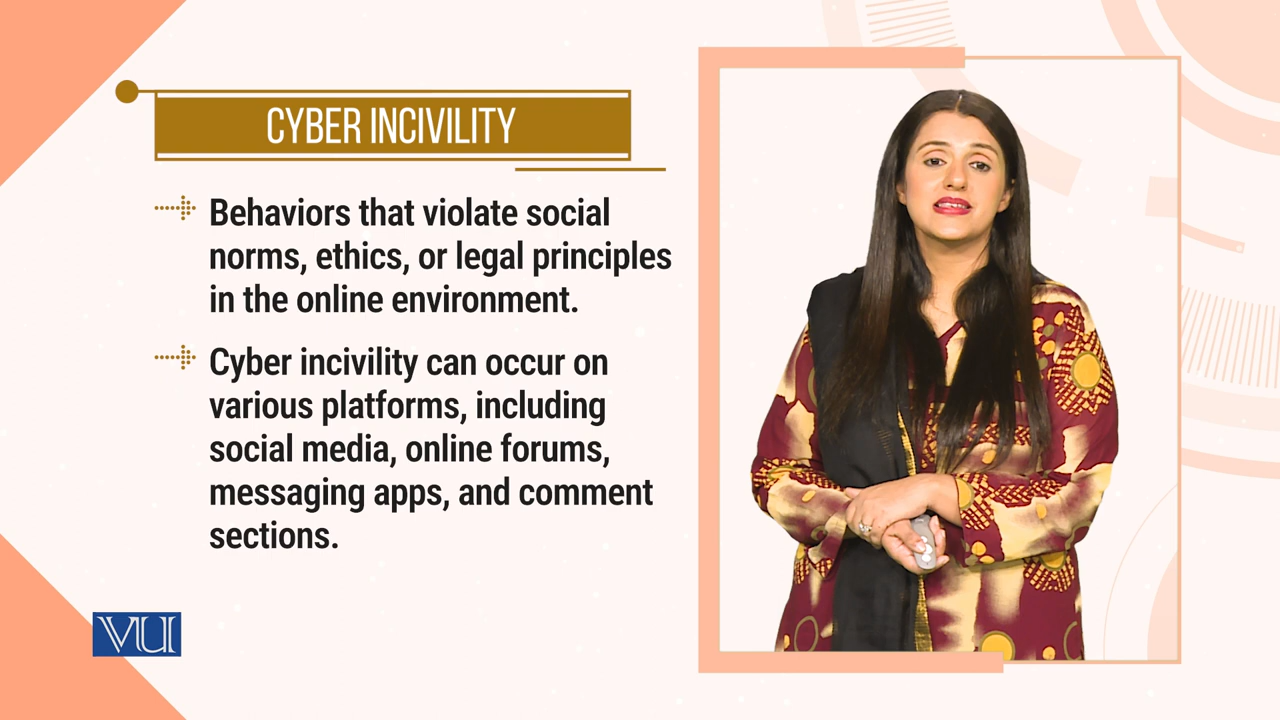 CYBER INCIVILITY
Behaviors that violate social
norms, ethics, or legal principles
in the online environment.
Cyber incivility can occur on
various platforms, including
social media, online forums,
messaging apps, and comment
sections.
VU